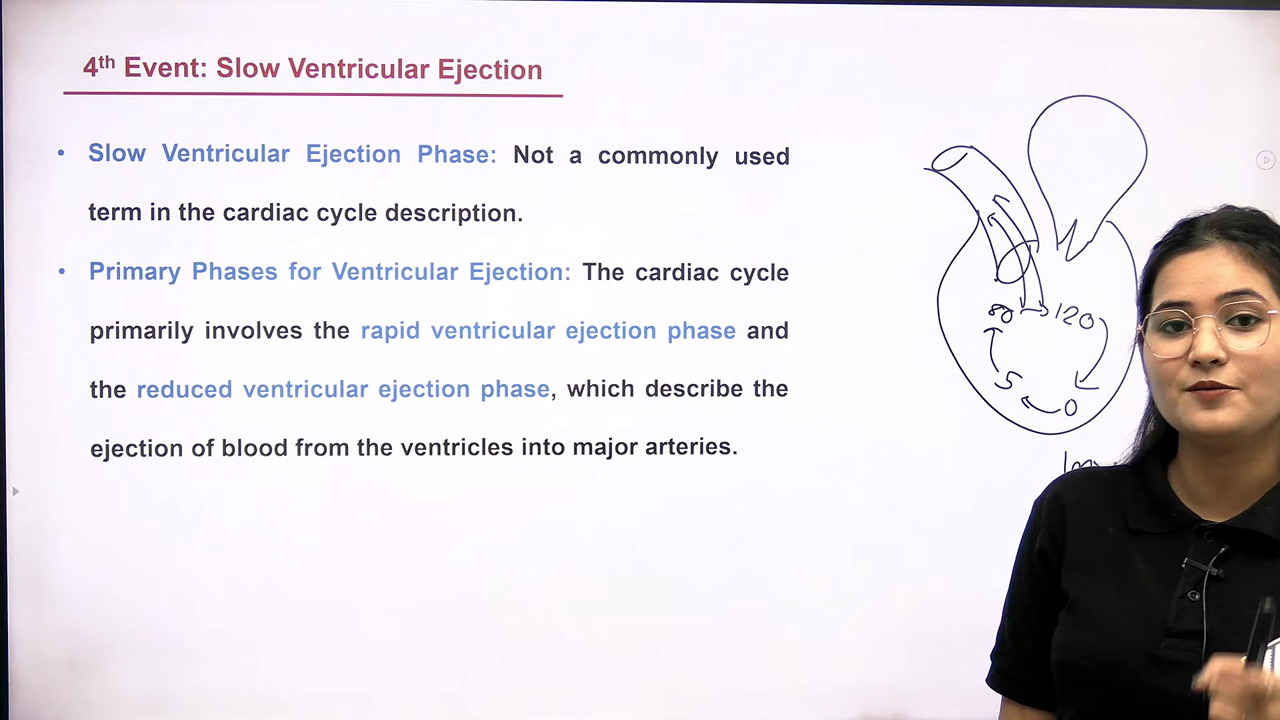 4th Event: Slow Ventricular Ejection
• Slow Ventricular Ejection Phase: Not a commonly used
term in the cardiac cycle description.
• Primary Phases for Ventricular Ejection: The cardiac cycle
primarily involves the rapid ventricular ejection phase and
the reduced ventricular ejection phase, which describe the
ejection of blood from the ventricles into major arteries.
80 120
5 0